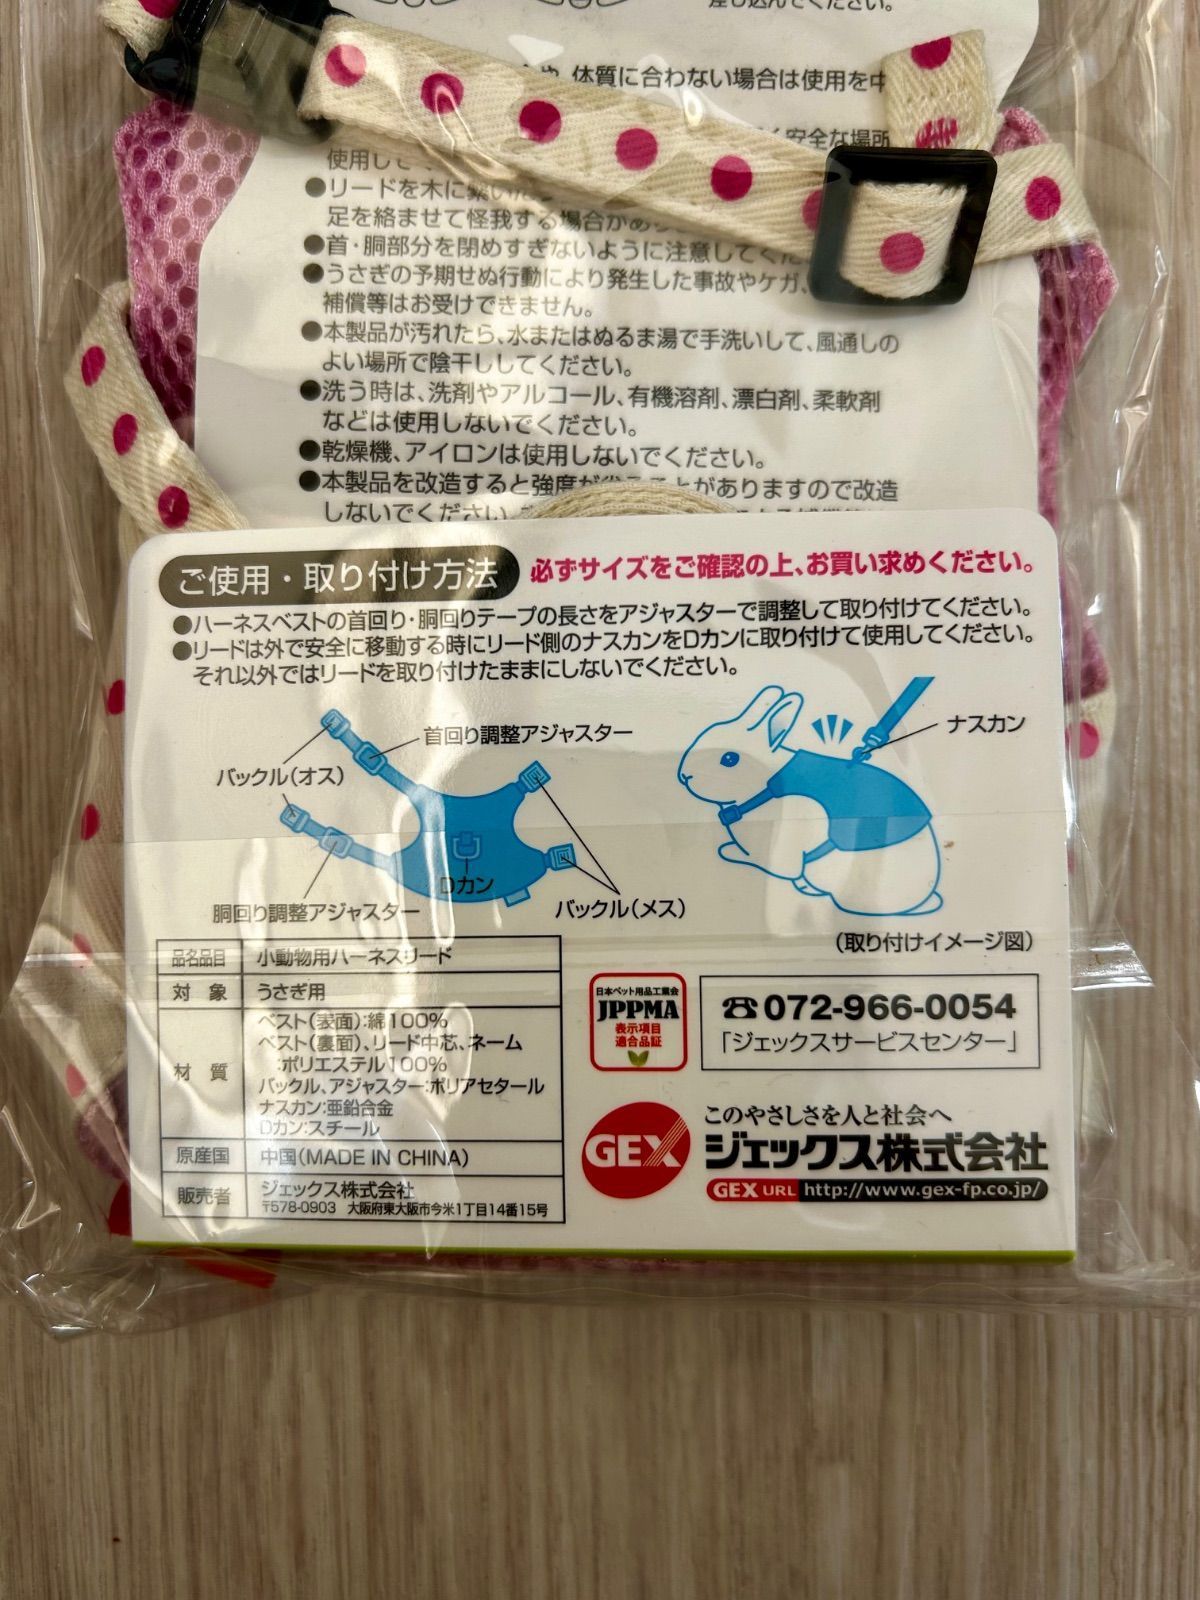 差し込んでください。
体質に合わない場合は使用を中
安全な場所
使用し
●リードを木に
足を絡ませて怪我する場合があ
●首・胴部分を閉めすぎないように注意してくだ
●うさぎの予期せぬ行動により発生した事故やケガ、
補償等はお受けできません。
●本製品が汚れたら、水またはぬるま湯で手洗いして、風通しの
よい場所で陰干ししてください。
●洗う時は、洗剤やアルコール、有機溶剤、漂白剤、柔軟剤
などは使用しないでください。
●乾燥機、アイロンは使用しないでください。
●本製品を改造すると強度が劣ることがありますので改造
しないでください。
ご使用・取り付け方法
必ずサイズをご確認の上、お買い求めください。
●ハーネスベストの首回り・胴回りテープの長さをアジャスターで調整して取り付けてください。
●リードは外で安全に移動する時にリード側のナスカンをDカンに取り付けて使用してください。
それ以外ではリードを取り付けたままにしないでください。
首回り調整アジャスター
ナスカン
バックル(オス)
Dカン
胴回り調整アジャスター
バックル(メス)
(取り付けイメージ図)
品名品目 小動物用ハーネスリード
対象 うさぎ用
材質 ベスト(表面):綿100%
ベスト(裏面)、リード中芯、ネーム
:ポリエステル100%
バックル、アジャスター:ポリアセタール
ナスカン:亜鉛合金
Dカン:スチール
原産国 中国(MADE IN CHINA)
販売者 ジェックス株式会社
〒578-0903 大阪府東大阪市今米1丁目14番15号
日本ペット用品工業会
JPPMA
表示項目
適合品証
☎072-966-0054
「ジェックスサービスセンター」
このやさしさを人と社会へ
GEX
ジェックス株式会社
GEX URL http://www.gex-fp.co.jp/